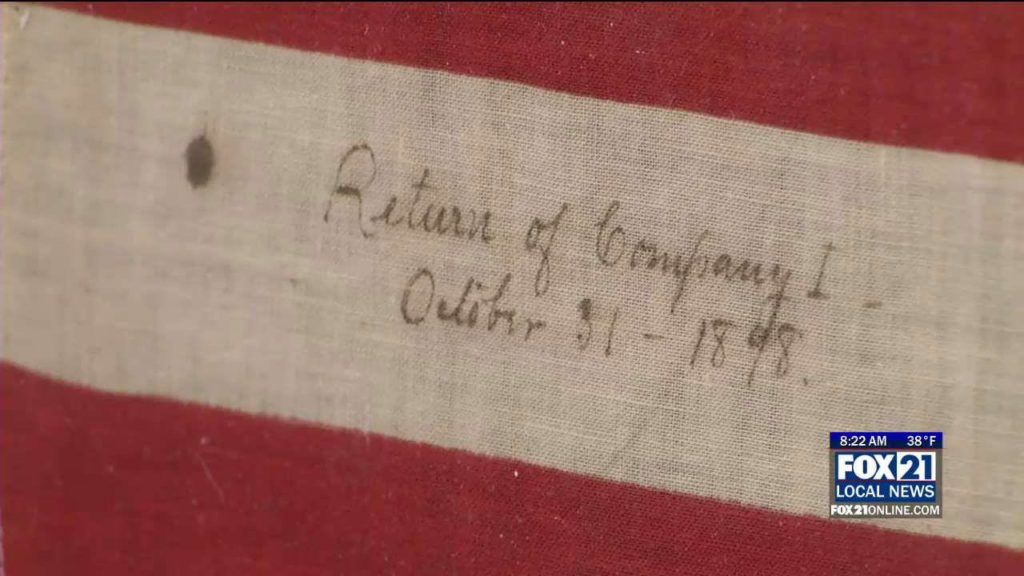 Return of Company I -
October 31 - 1898.
8:22 AM 38°F
FOX21
LOCAL NEWS
FOX21ONLINE.COM